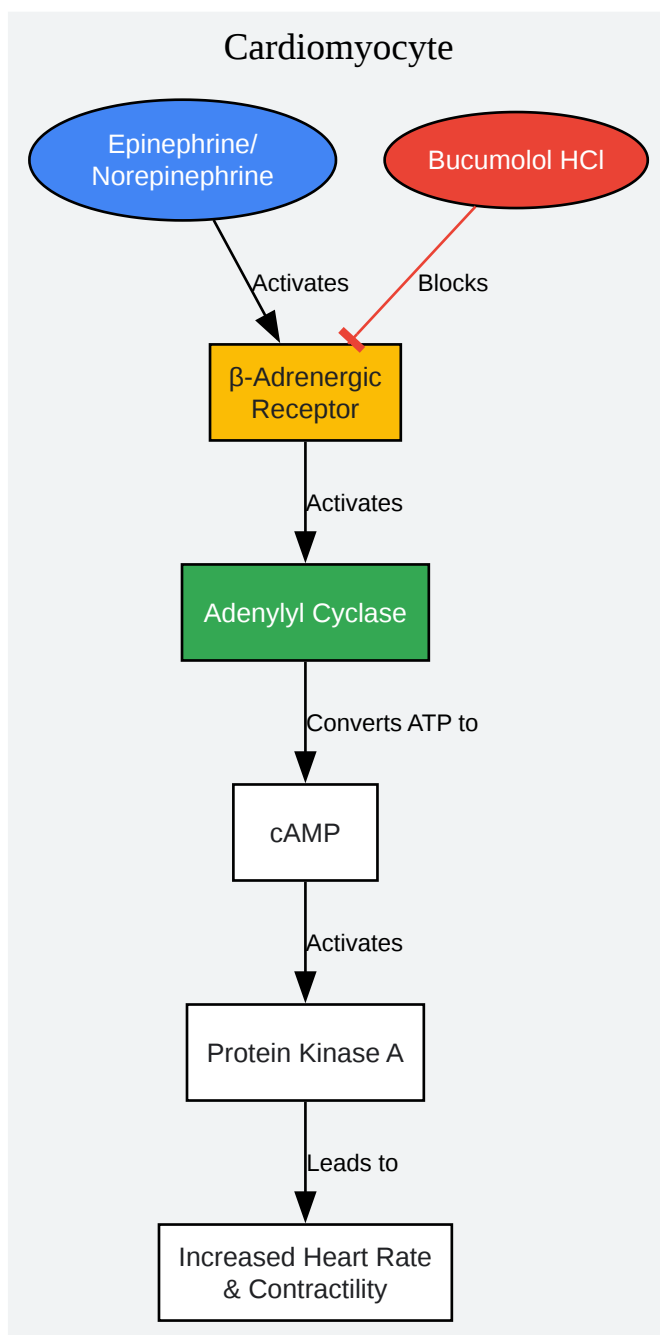 Cardiomyocyte
Epinephrine/
Norepinephrine
Bucumolol HCl
Activates
Blocks
β-Adrenergic
Receptor
Activates
Adenylyl Cyclase
Converts ATP to
cAMP
Activates
Protein Kinase A
Leads to
Increased Heart Rate
& Contractility